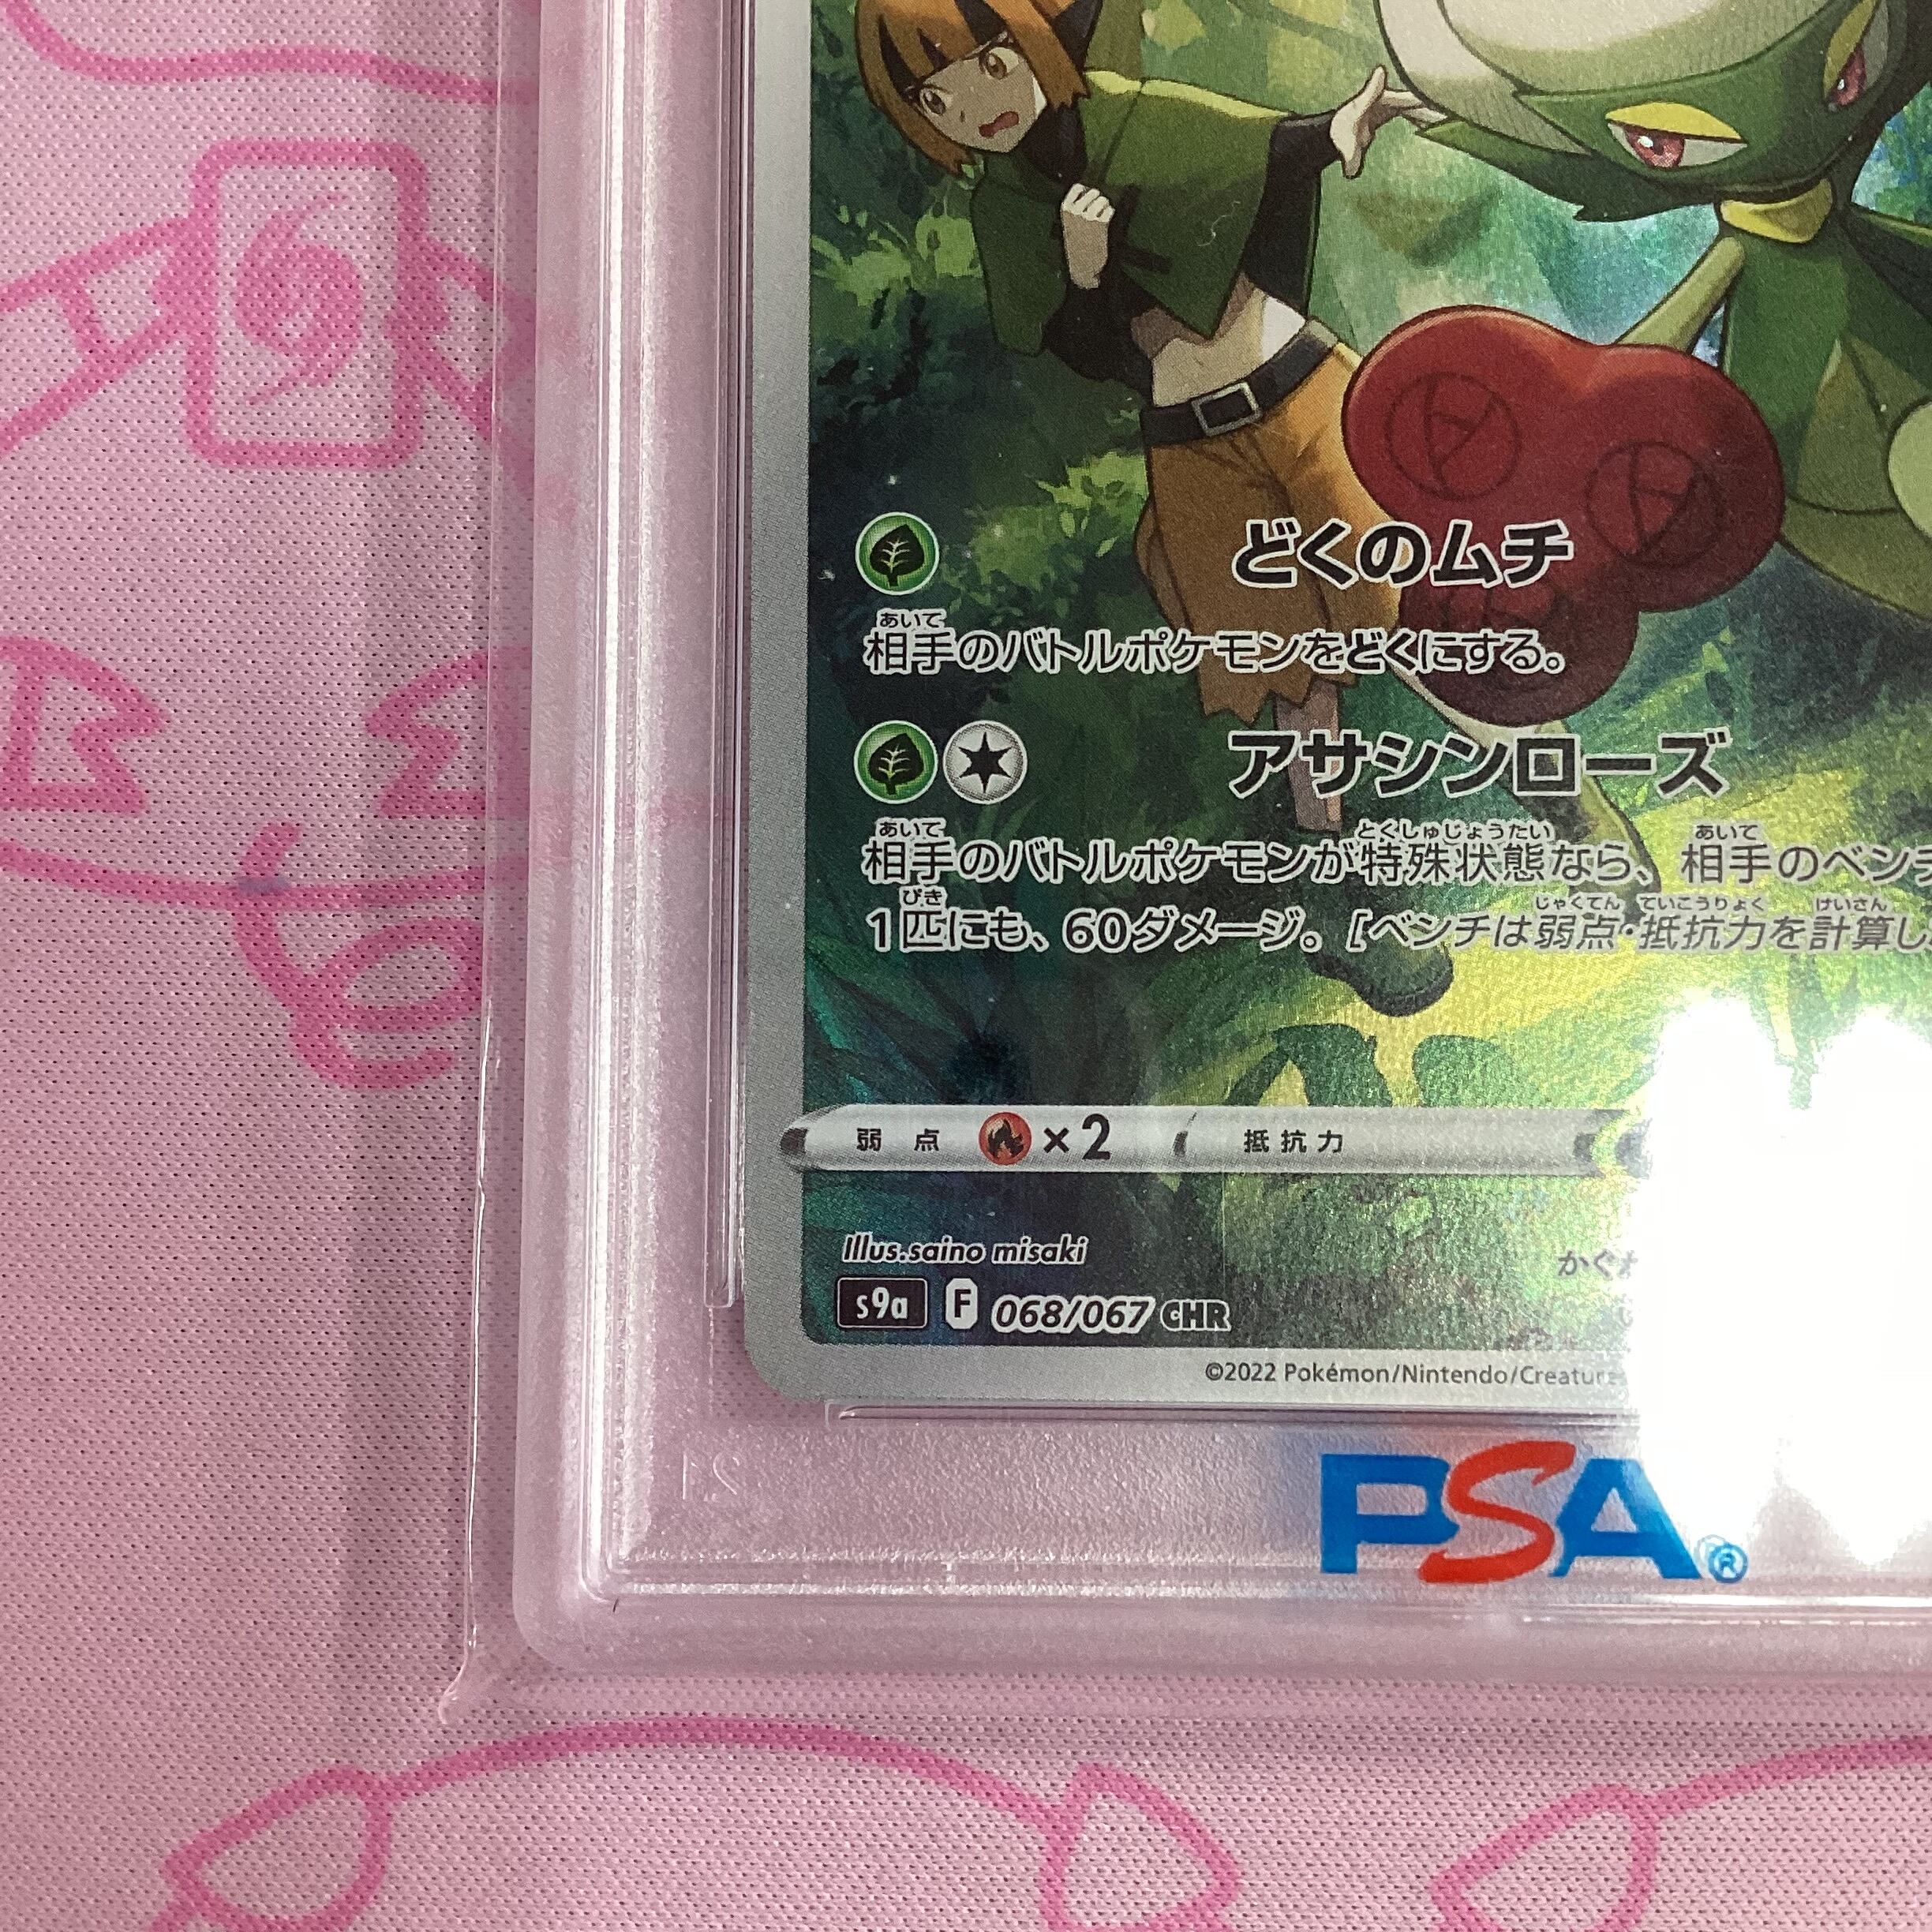 どくのムチ
あいて
相手のバトルポケモンをどくにする。
アサシンローズ
あいて とくしゅじょうたい あいて
相手のバトルポケモンが特殊状態なら、相手のベンチ
びき じゃくてん ていこうりょく けいさん
1匹にも、60ダメージ。[ベンチは弱点・抵抗力を計算し
弱点 ×2 抵抗力
Illus.saino misaki
かぐ
s9a F 068/067 CHR
©2022 Pokémon/Nintendo/Creature
PSA®